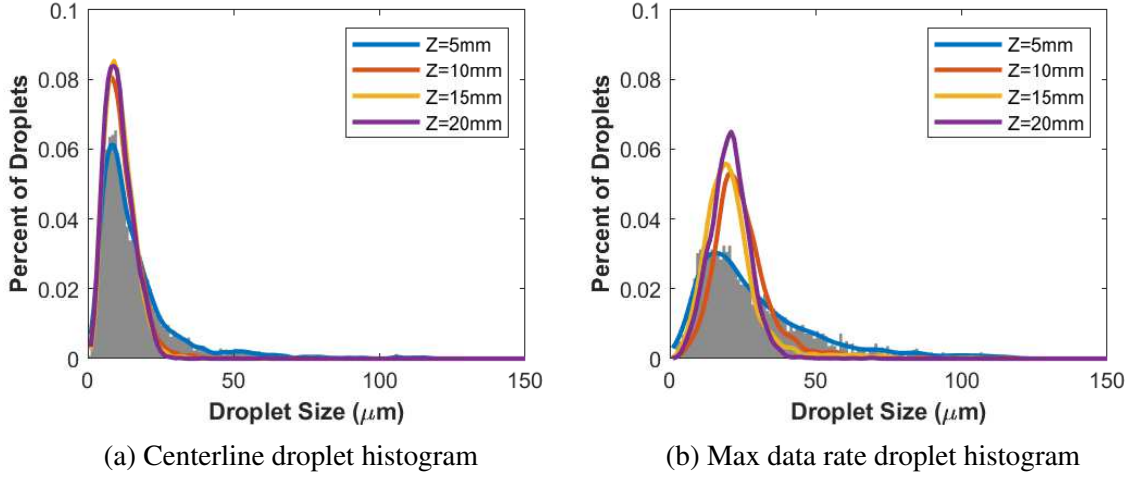 0.1
0.08
0.06
0.04
0.02
0
Percent of Droplets
0 50 100 150
Droplet Size (μm)
Z=5mm
Z=10mm
Z=15mm
Z=20mm
(a) Centerline droplet histogram
0.1
0.08
0.06
0.04
0.02
0
Percent of Droplets
0 50 100 150
Droplet Size (μm)
Z=5mm
Z=10mm
Z=15mm
Z=20mm
(b) Max data rate droplet histogram